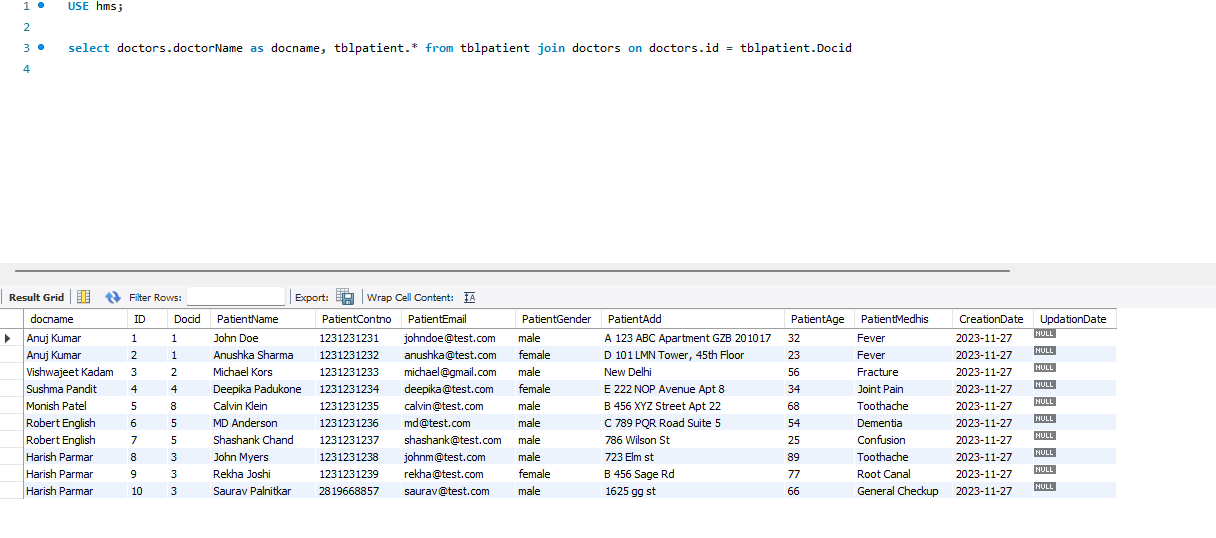 1 USE hms;
2
3 select doctors.doctorName as docname, tblpatient.* from tblpatient join doctors on doctors.id = tblpatient.Docid
4
Result Grid Filter Rows: Export: Wrap Cell Content: IA
docname ID Docid PatientName PatientContno PatientEmail PatientGender PatientAdd PatientAge PatientMedhis CreationDate UpdationDate
Anuj Kumar 1 1 John Doe 1231231231 johndoe@test.com male A 123 ABC Apartment GZB 201017 32 Fever 2023-11-27 NULL
Anuj Kumar 2 1 Anushka Sharma 1231231232 anushka@test.com female D 101 LMN Tower, 45th Floor 23 Fever 2023-11-27 NULL
Vishwajeet Kadam 3 2 Michael Kors 1231231233 michael@gmail.com male New Delhi 56 Fracture 2023-11-27 NULL
Sushma Pandit 4 4 Deepika Padukone 1231231234 deepika@test.com female E 222 NOP Avenue Apt 8 34 Joint Pain 2023-11-27 NULL
Monish Patel 5 8 Calvin Klein 1231231235 calvin@test.com male B 456 XYZ Street Apt 22 68 Toothache 2023-11-27 NULL
Robert English 6 5 MD Anderson 1231231236 md@test.com male C 789 PQR Road Suite 5 54 Dementia 2023-11-27 NULL
Robert English 7 5 Shashank Chand 1231231237 shashank@test.com male 786 Wilson St 25 Confusion 2023-11-27 NULL
Harish Parmar 8 3 John Myers 1231231238 johnm@test.com male 723 Elm st 89 Toothache 2023-11-27 NULL
Harish Parmar 9 3 Rekha Joshi 1231231239 rekha@test.com female B 456 Sage Rd 77 Root Canal 2023-11-27 NULL
Harish Parmar 10 3 Saurav Palnitkar 2819668857 saurav@test.com male 1625 gg st 66 General Checkup 2023-11-27 NULL